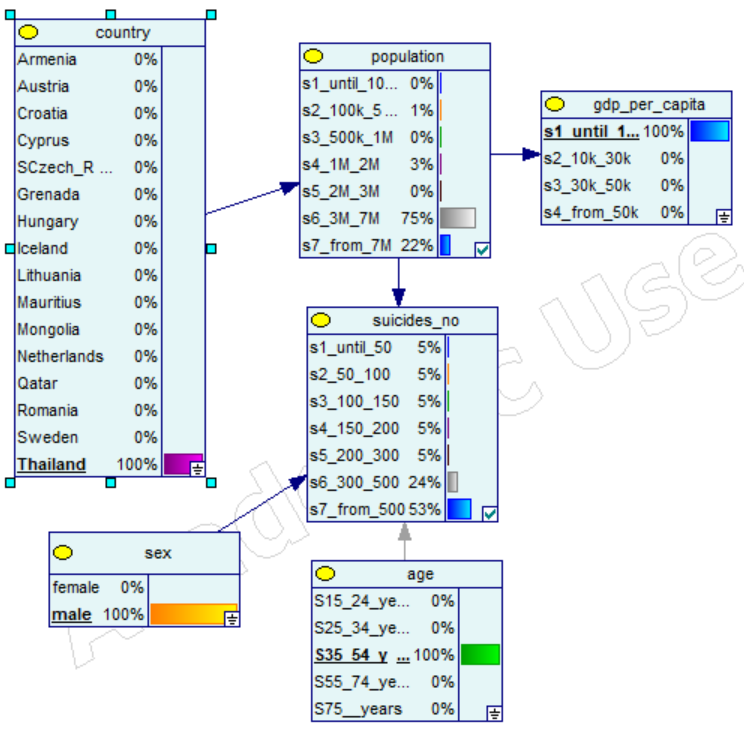 country
Armenia 0%
Austria 0%
Croatia 0%
Cyprus 0%
SCzech_R ... 0%
Grenada 0%
Hungary 0%
Iceland 0%
Lithuania 0%
Mauritius 0%
Mongolia 0%
Netherlands 0%
Qatar 0%
Romania 0%
Sweden 0%
Thailand 100%
population
s1_until_10... 0%
s2_100k_5 ... 1%
s3_500k_1M 0%
s4_1M_2M 3%
s5_2M_3M 0%
s6_3M_7M 75%
s7_from_7M 22%
gdp_per_capita
s1_until_1... 100%
s2_10k_30k 0%
s3_30k_50k 0%
s4_from_50k 0%
suicides_no
s1_until_50 5%
s2_50_100 5%
s3_100_150 5%
s4_150_200 5%
s5_200_300 5%
s6_300_500 24%
s7_from_500 53%
sex
female 0%
male 100%
age
S15_24_ye... 0%
S25_34_ye... 0%
S35_54_y ... 100%
S55_74_ye... 0%
S75__years 0%
Use